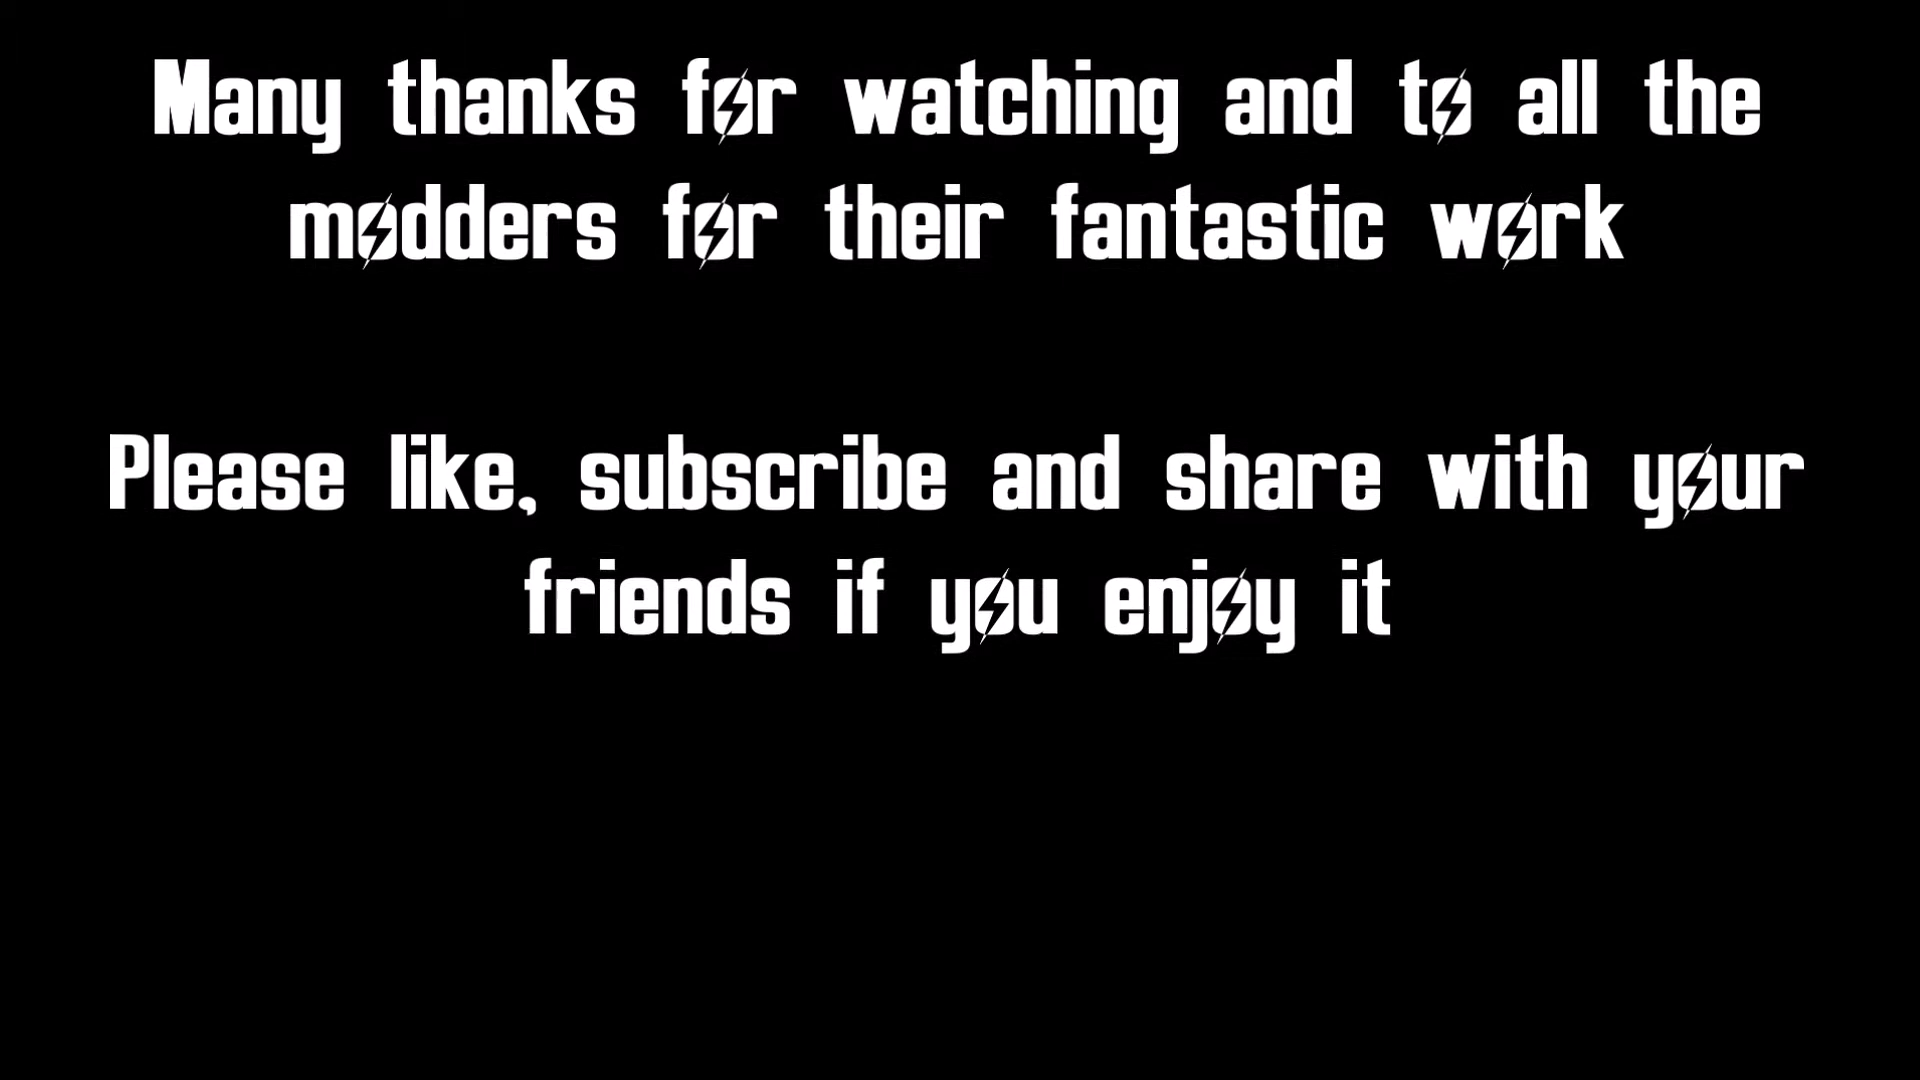 Many thanks for watching and to all the
modders for their fantastic work
Please like, subscribe and share with your
friends if you enjoy it